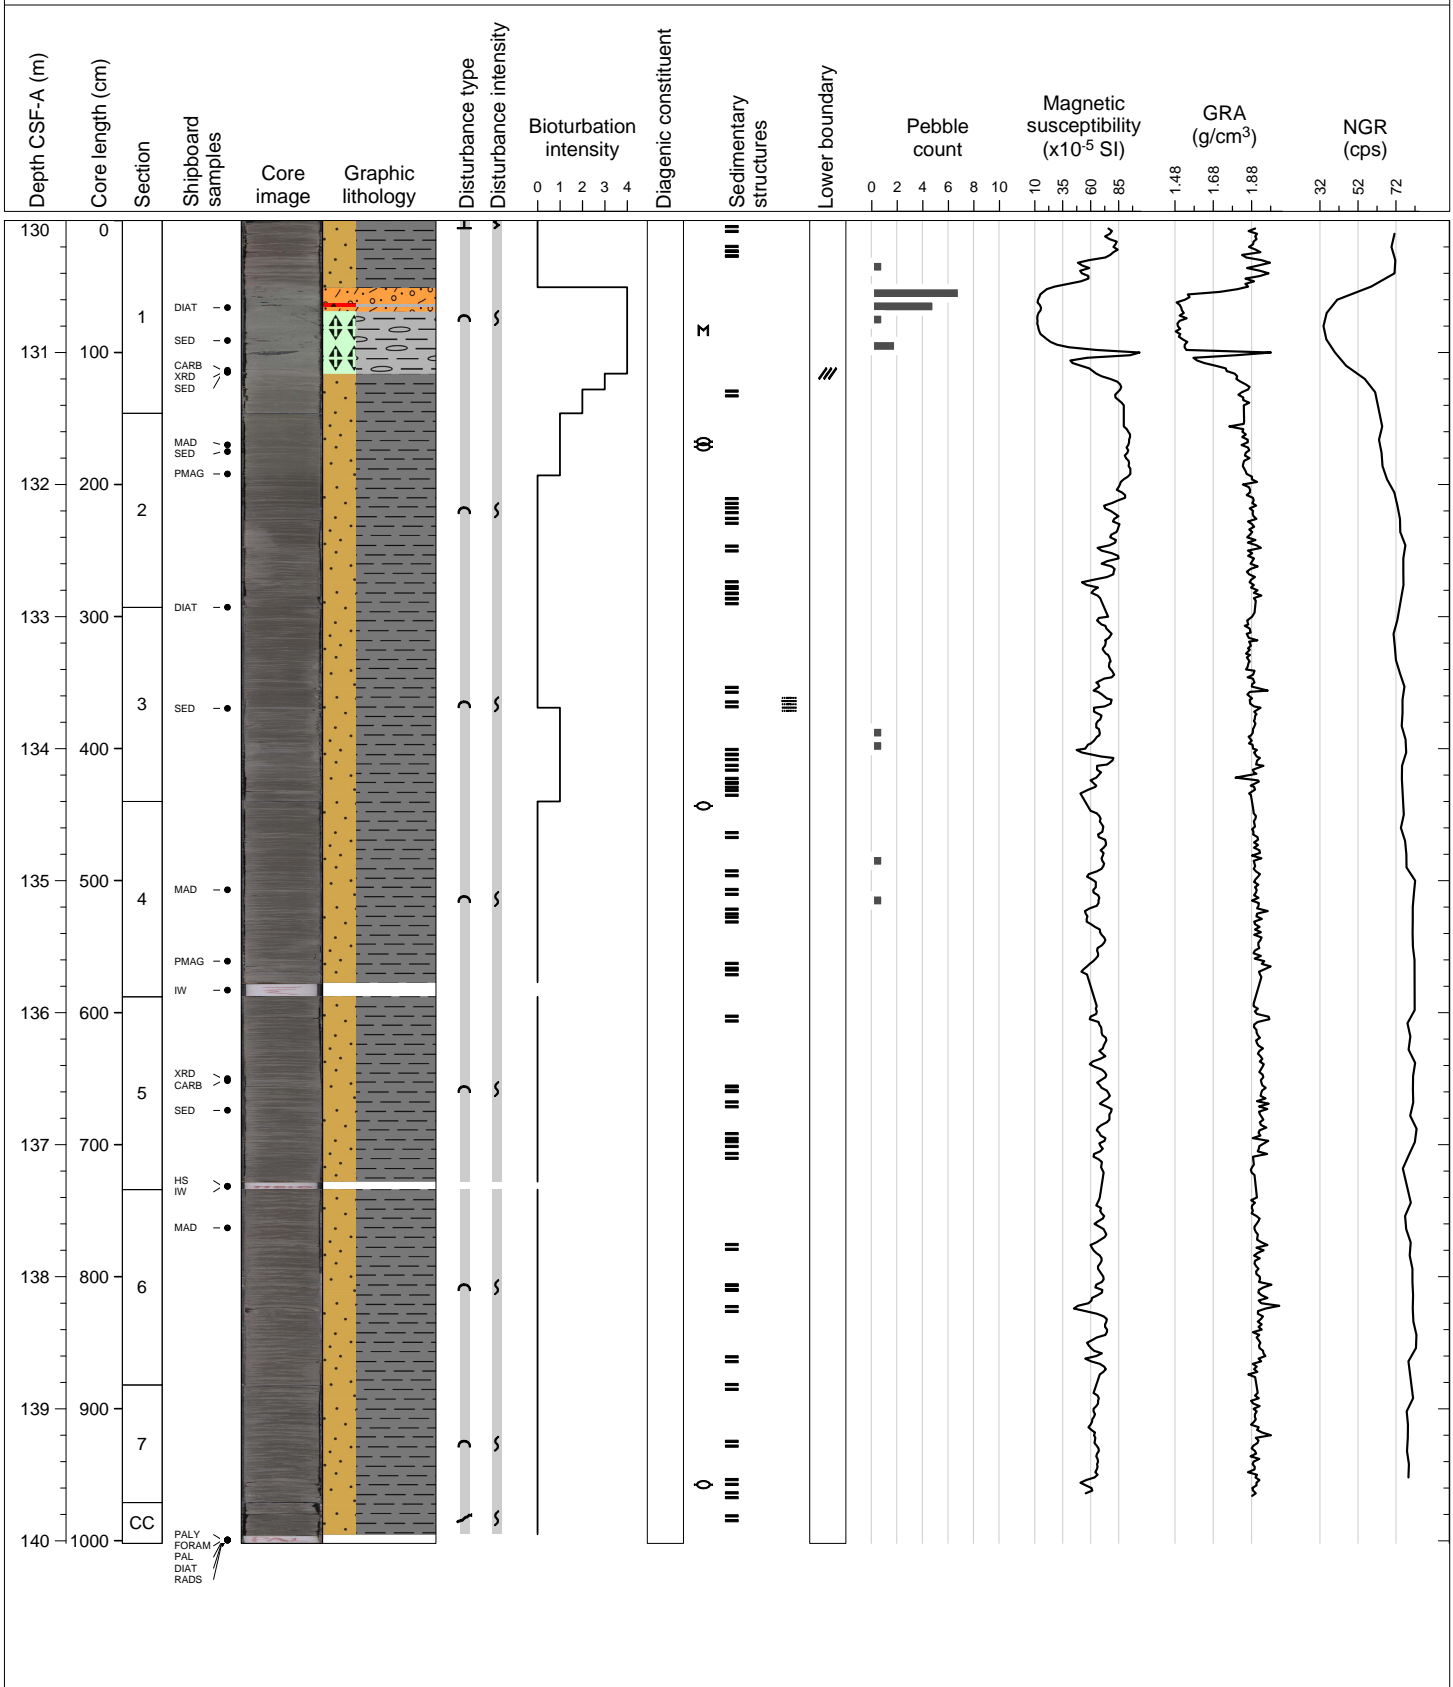 Depth CSF-A (m)
Core length (cm)
Section
Shipboard
samples
Core
image
Graphic
lithology
Disturbance type
Disturbance intensity
Bioturbation
intensity
0 1 2 3 4
Diagenic constituent
Sedimentary
structures
Lower boundary
Pebble
count
0 2 4 6 8 10
Magnetic
susceptibility
(x10-5 SI)
10 35 60 85
GRA
(g/cm3)
1.48 1.68 1.88
NGR
(cps)
32 52 72
130 0
DIAT
1
SED
131 100
CARB
XRD
SED
MAD
SED
PMAG
132 200
2
DIAT
133 300
3
SED
134 400
135 500
MAD
4
PMAG
IW
136 600
XRD
CARB
5
SED
137 700
HS
IW
MAD
138 800
6
139 900
7
CC
PALY
140 1000
FORAM
PAL
DIAT
RADS